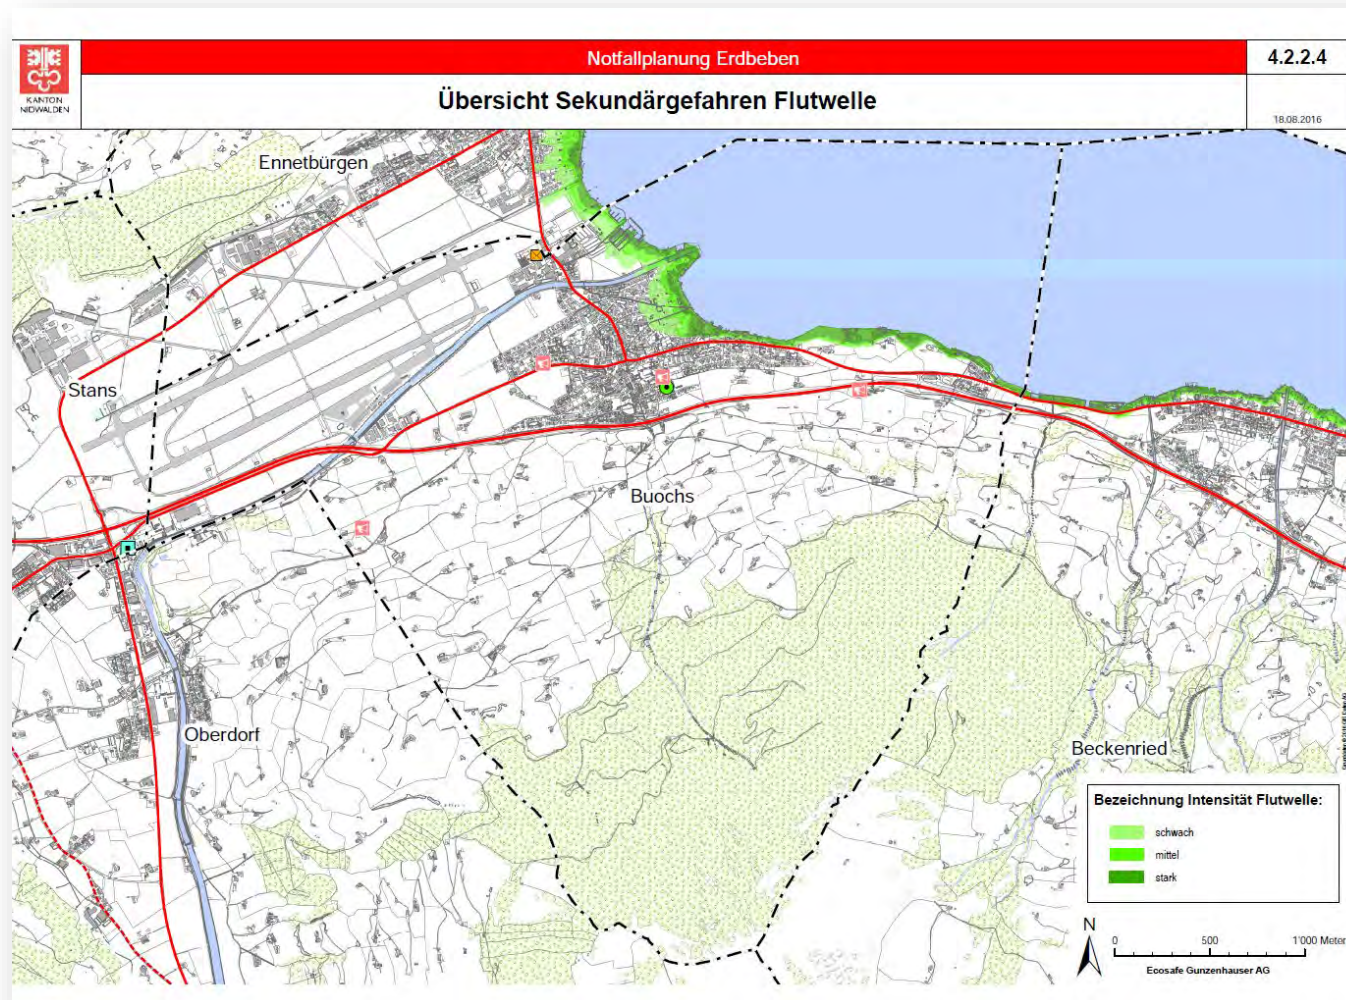 KANTON
NIDWALDEN
Notfallplanung Erdbeben
4.2.2.4
Übersicht Sekundärgefahren Flutwelle
18.08.2016
Ennetbürgen
Stans
Buochs
Oberdorf
Beckenried
Bezeichnung Intensität Flutwelle:
schwach
mittel
stark
N
0 500 1'000 Meter
Ecosafe Gunzenhauser AG